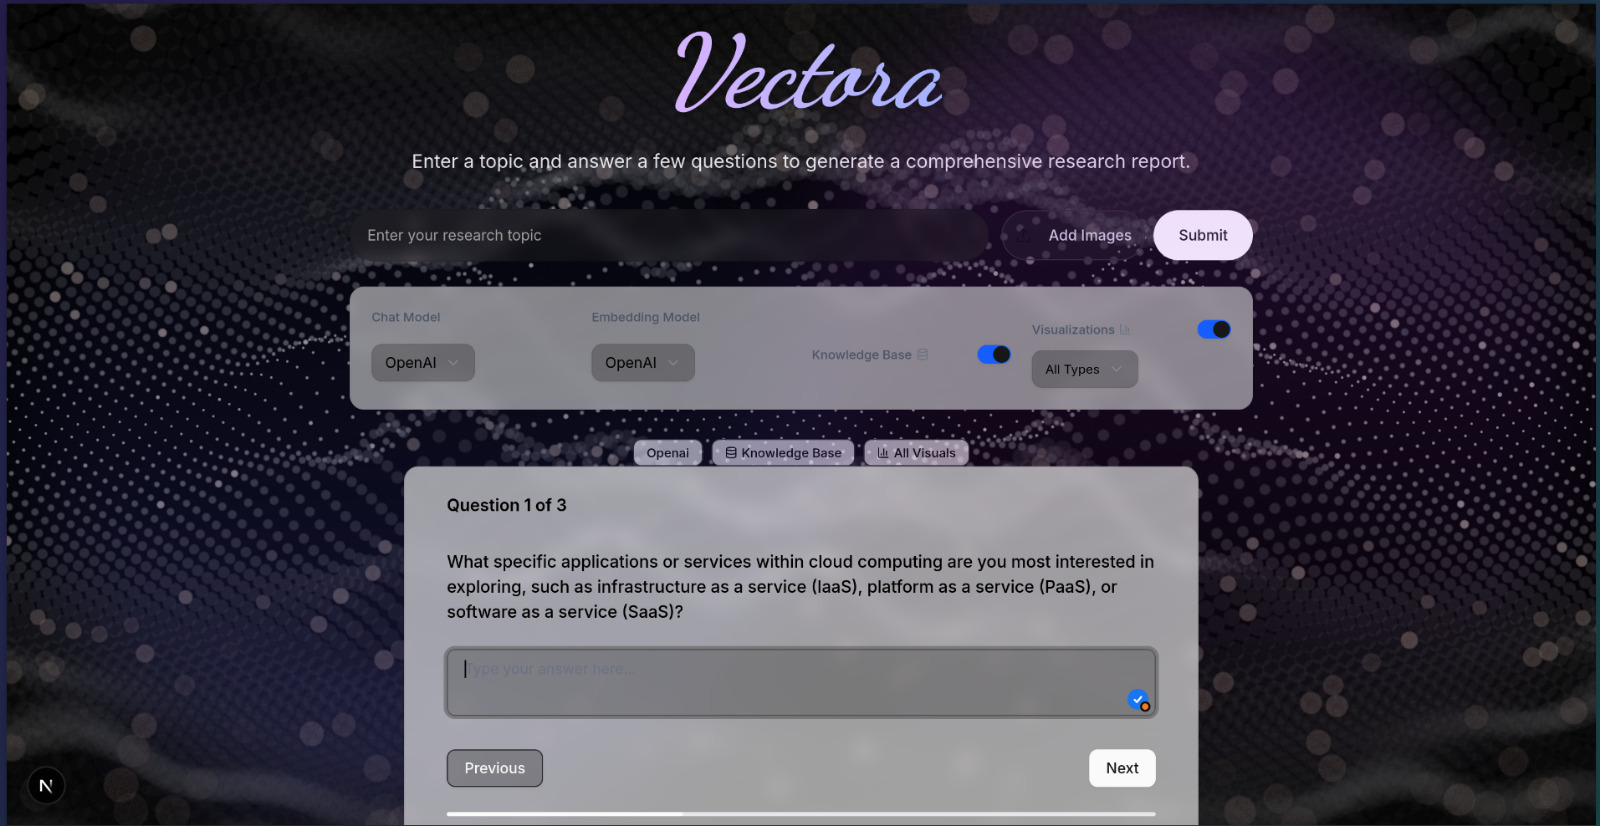 Vectora
Enter a topic and answer a few questions to generate a comprehensive research report.
Enter your research topic
Add Images
Submit
Chat Model
OpenAI
Embedding Model
OpenAI
Knowledge Base
Visualizations
All Types
Openai
Knowledge Base
All Visuals
Question 1 of 3
What specific applications or services within cloud computing are you most interested in
exploring, such as infrastructure as a service (IaaS), platform as a service (PaaS), or
software as a service (SaaS)?
Type your answer here...
Previous
Next
N